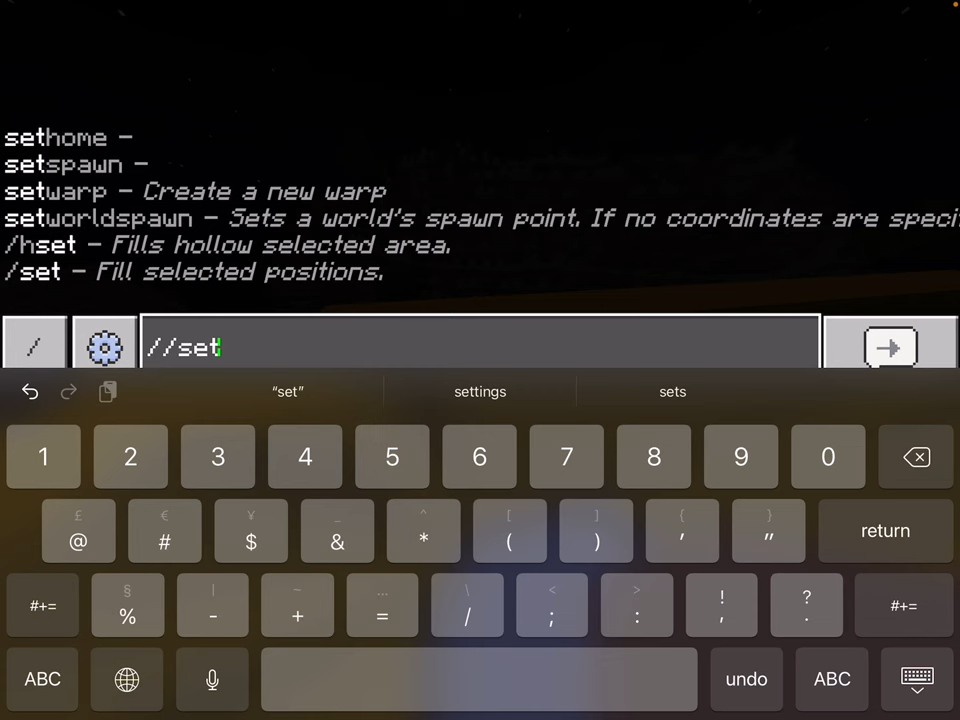 sethome -
setspawn -
setwarp - Create a new warp
setworldspawn - Sets a world's spawn point. If no coordinates are speci
/hset - Fills hollow selected area.
/set - Fill selected positions.
/ //set
“set” settings sets
1 2 3 4 5 6 7 8 9 0
£ € ¥ _ ^ [ ] { }
@ # $ & * ( ) ' " return
§ | ~ … \ < > ! ?
#+= % - + = / ; : , . #+=
ABC undo ABC